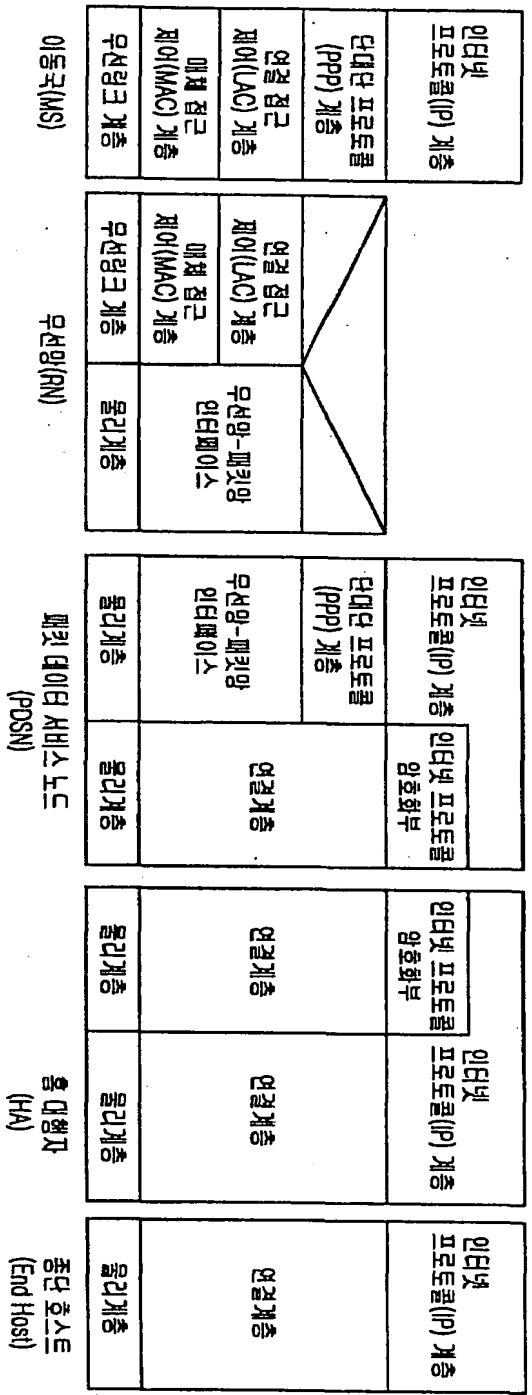 인터넷
프로토콜(IP) 계층
단대단 프로토콜
(PPP) 계층
연결 접근
제어(LAC) 계층
매체 접근
제어(MAC) 계층
무선링크 계층
이동국(MS)
연결 접근
제어(LAC) 계층
매체 접근
제어(MAC) 계층
무선링크 계층
무선망-패킷망
인터페이스
물리계층
무선망(RN)
인터넷
프로토콜(IP) 계층
단대단 프로토콜
(PPP) 계층
무선망-패킷망
인터페이스
물리계층
인터넷 프로토콜
암호화부
연결계층
물리계층
패킷 데이터 서비스 노드
(PDSN)
인터넷 프로토콜
암호화부
연결계층
물리계층
인터넷
프로토콜(IP) 계층
연결계층
물리계층
홈 대행자
(HA)
인터넷
프로토콜(IP) 계층
연결계층
물리계층
종단 호스트
(End Host)